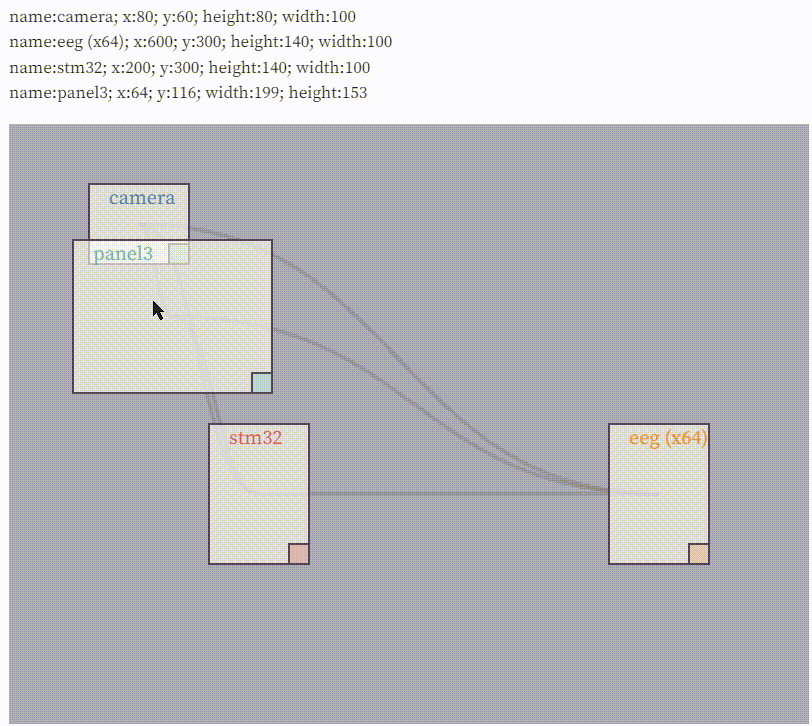 name:camera; x:80; y:60; height:80; width:100
name:eeg (x64); x:600; y:300; height:140; width:100
name:stm32; x:200; y:300; height:140; width:100
name:panel3; x:64; y:116; width:199; height:153
camera
panel3
stm32
eeg (x64)